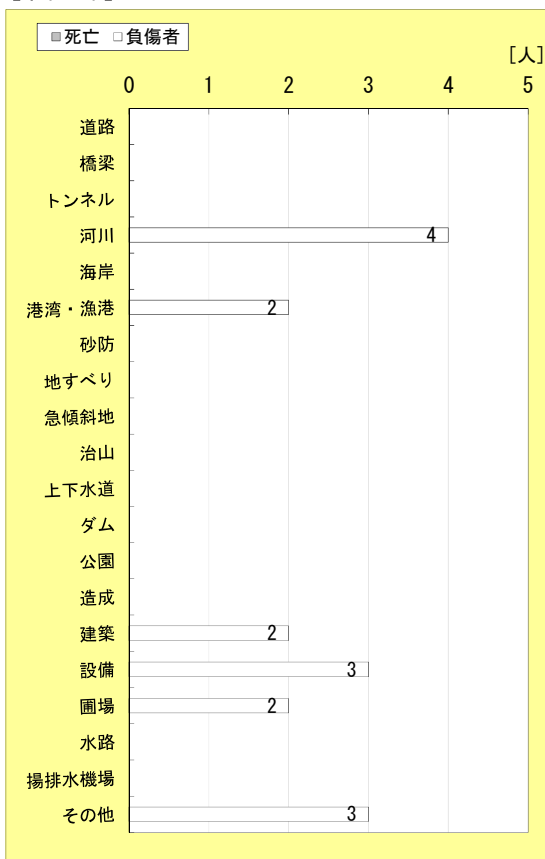 ■死亡 □負傷者
[人]
0 1 2 3 4 5
道路
橋梁
トンネル
河川 4
海岸
港湾・漁港 2
砂防
地すべり
急傾斜地
治山
上下水道
ダム
公園
造成
建築 2
設備 3
圃場 2
水路
揚排水機場
その他 3